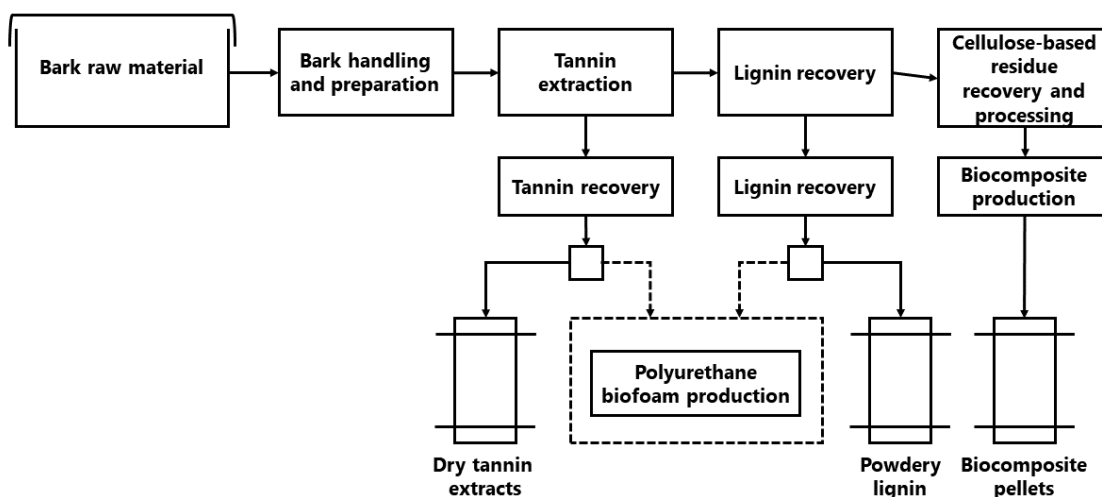 Bark raw material
Bark handling
and preparation
Tannin
extraction
Lignin recovery
Cellulose-based
residue
recovery and
processing
Tannin recovery
Lignin recovery
Biocomposite
production
Polyurethane
biofoam production
Dry tannin
extracts
Powdery
lignin
Biocomposite
pellets